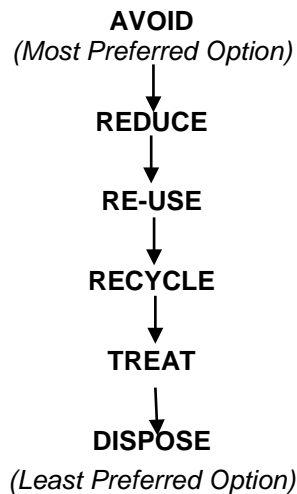 AVOID
(Most Preferred Option)
REDUCE
RE-USE
RECYCLE
TREAT
DISPOSE
(Least Preferred Option)